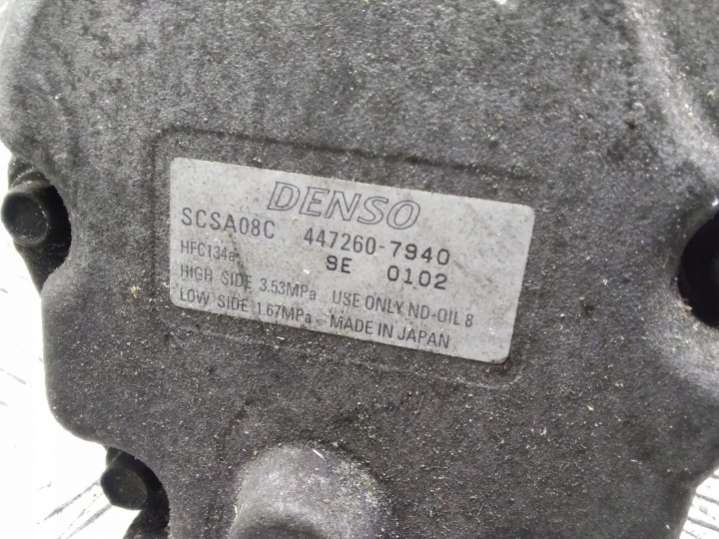 DENSO
SCSA08C 447260-7940
HFC134a 9E 0102
HIGH SIDE 3.53MPa USE ONLY ND-OIL 8
LOW SIDE 1.67MPa MADE IN JAPAN